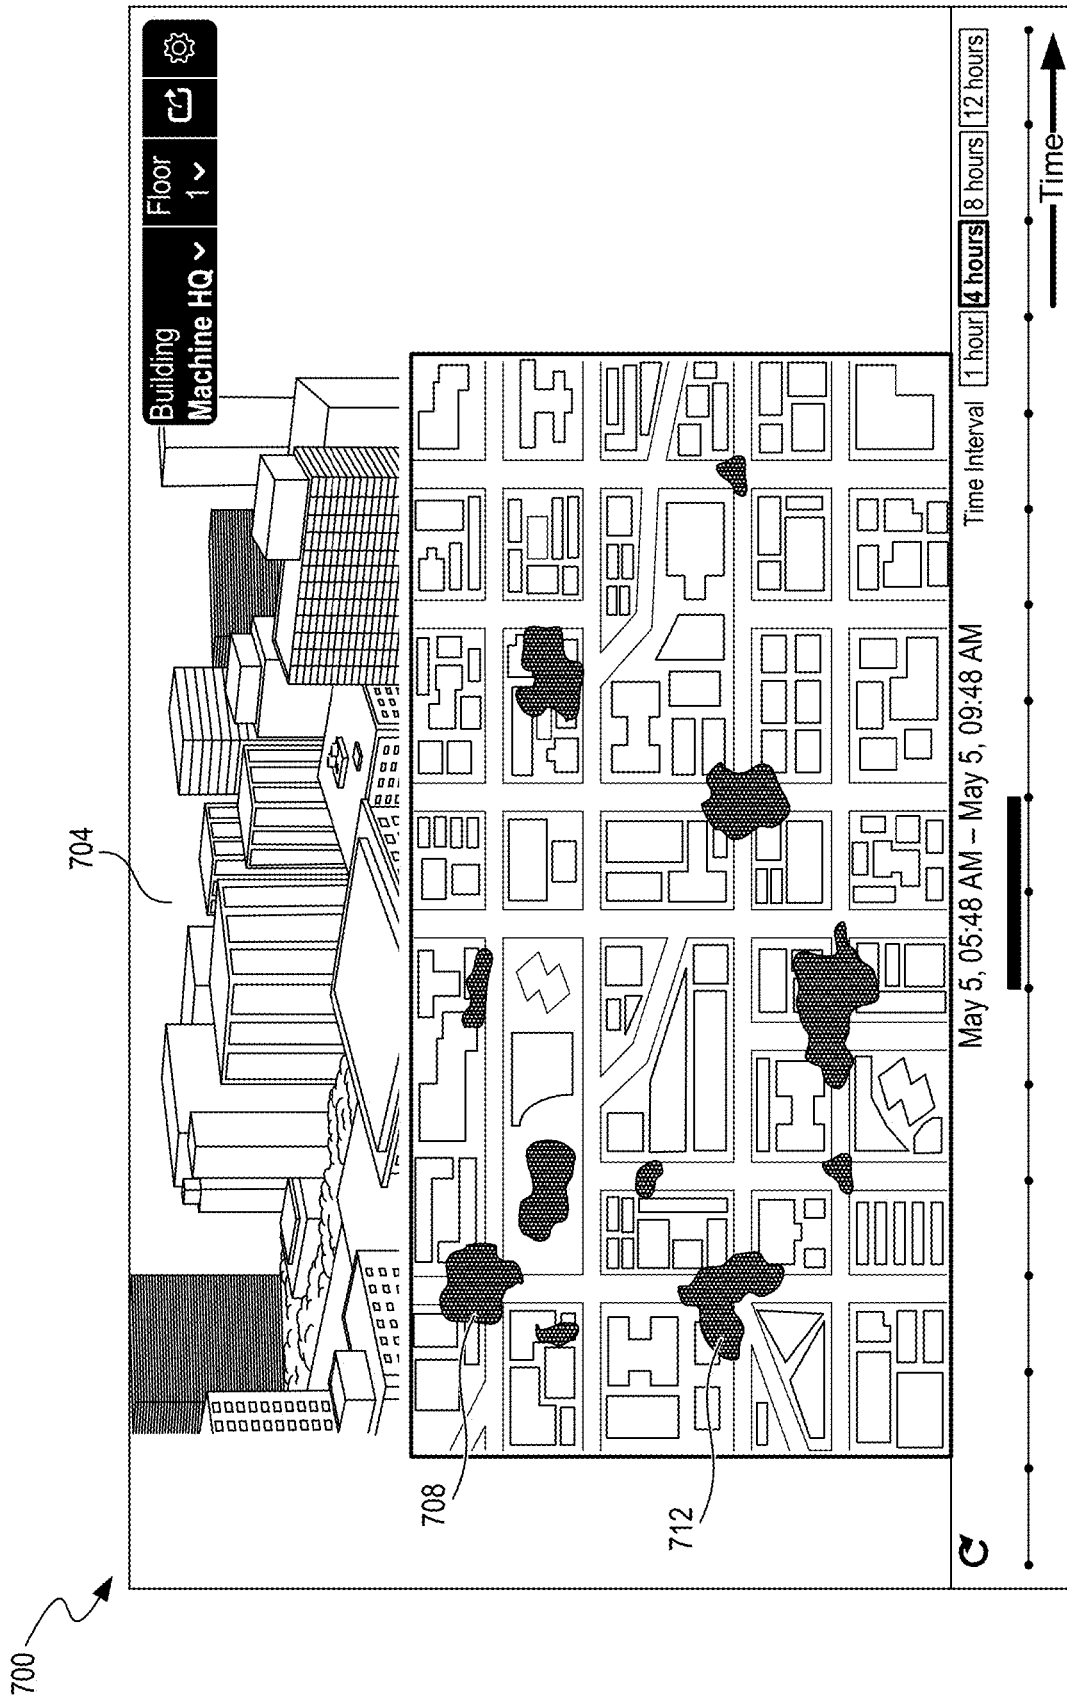 700
704
Building
Machine HQ
Floor
1
708
712
May 5, 05:48 AM – May 5, 09:48 AM
Time Interval
1 hour
4 hours
8 hours
12 hours
Time